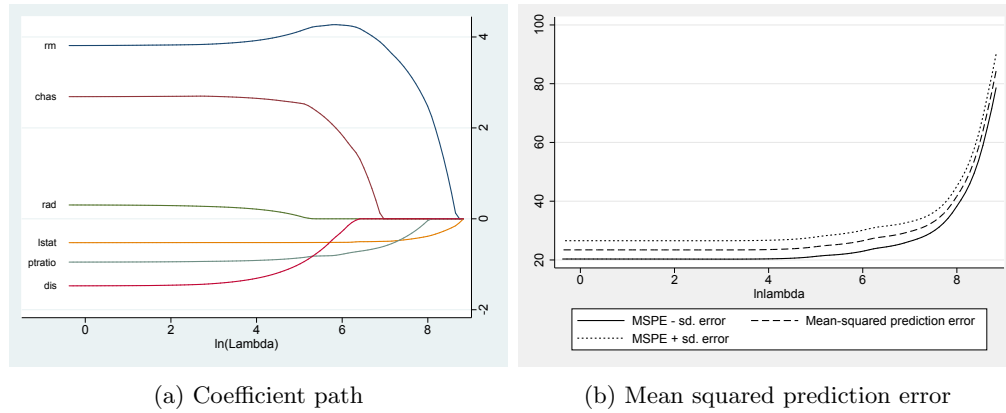 rm
chas
rad
lstat
ptratio
dis
4
2
0
-2
0 2 4 6 8
ln(Lambda)
(a) Coefficient path
100
80
60
40
20
0 2 4 6 8
lnlambda
MSPE - sd. error
Mean-squared prediction error
MSPE + sd. error
(b) Mean squared prediction error